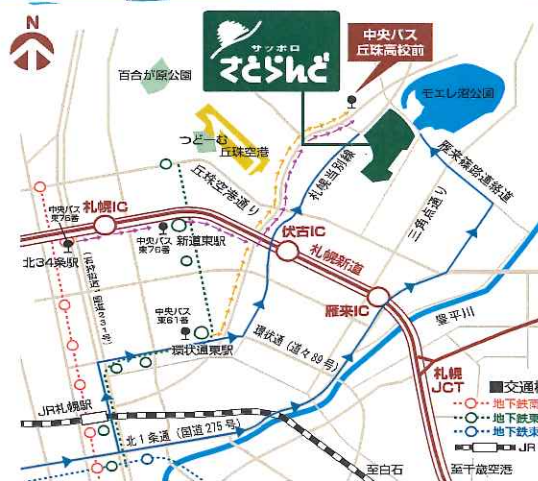 N
サッポロ
さとらんど
中央バス
丘珠高校前
百合が原公園
モエレ沼公園
つどーむ
丘珠空港
丘珠空港通り
札幌当別線
雁来篠路連絡道
三角点通り
中央バス
東76番
札幌IC
北34条駅
中央バス
東76番
新道東駅
伏古IC
札幌新道
雁来IC
中央バス
東61番
環状通東駅
環状通(道々89号)
豊平川
札幌
JCT
JR札幌駅
北1条通(国道275号)
至白石
至千歳空港
■交通機
地下鉄南
地下鉄東
地下鉄東
JR